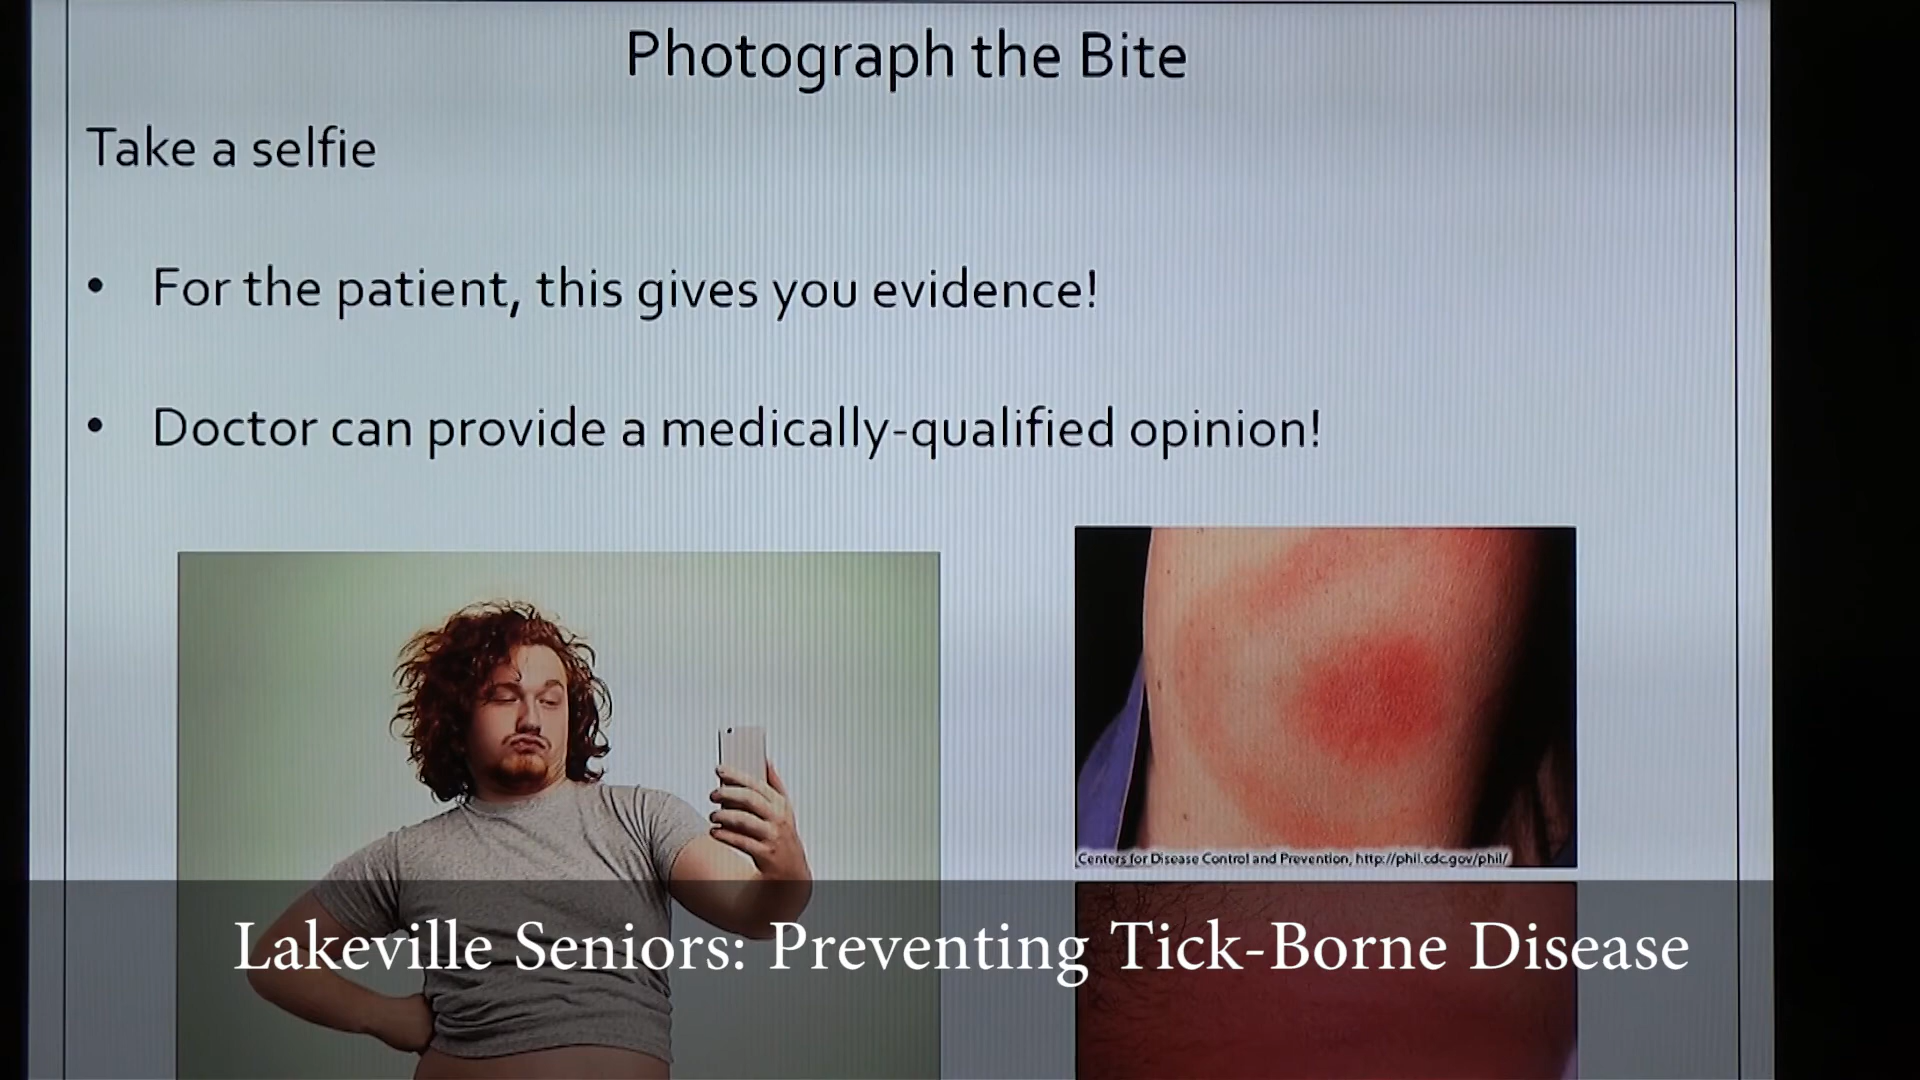 Photograph the Bite
Take a selfie
• For the patient, this gives you evidence!
• Doctor can provide a medically-qualified opinion!
Centers for Disease Control and Prevention, http://phil.cdc.gov/phil/
Lakeville Seniors: Preventing Tick-Borne Disease